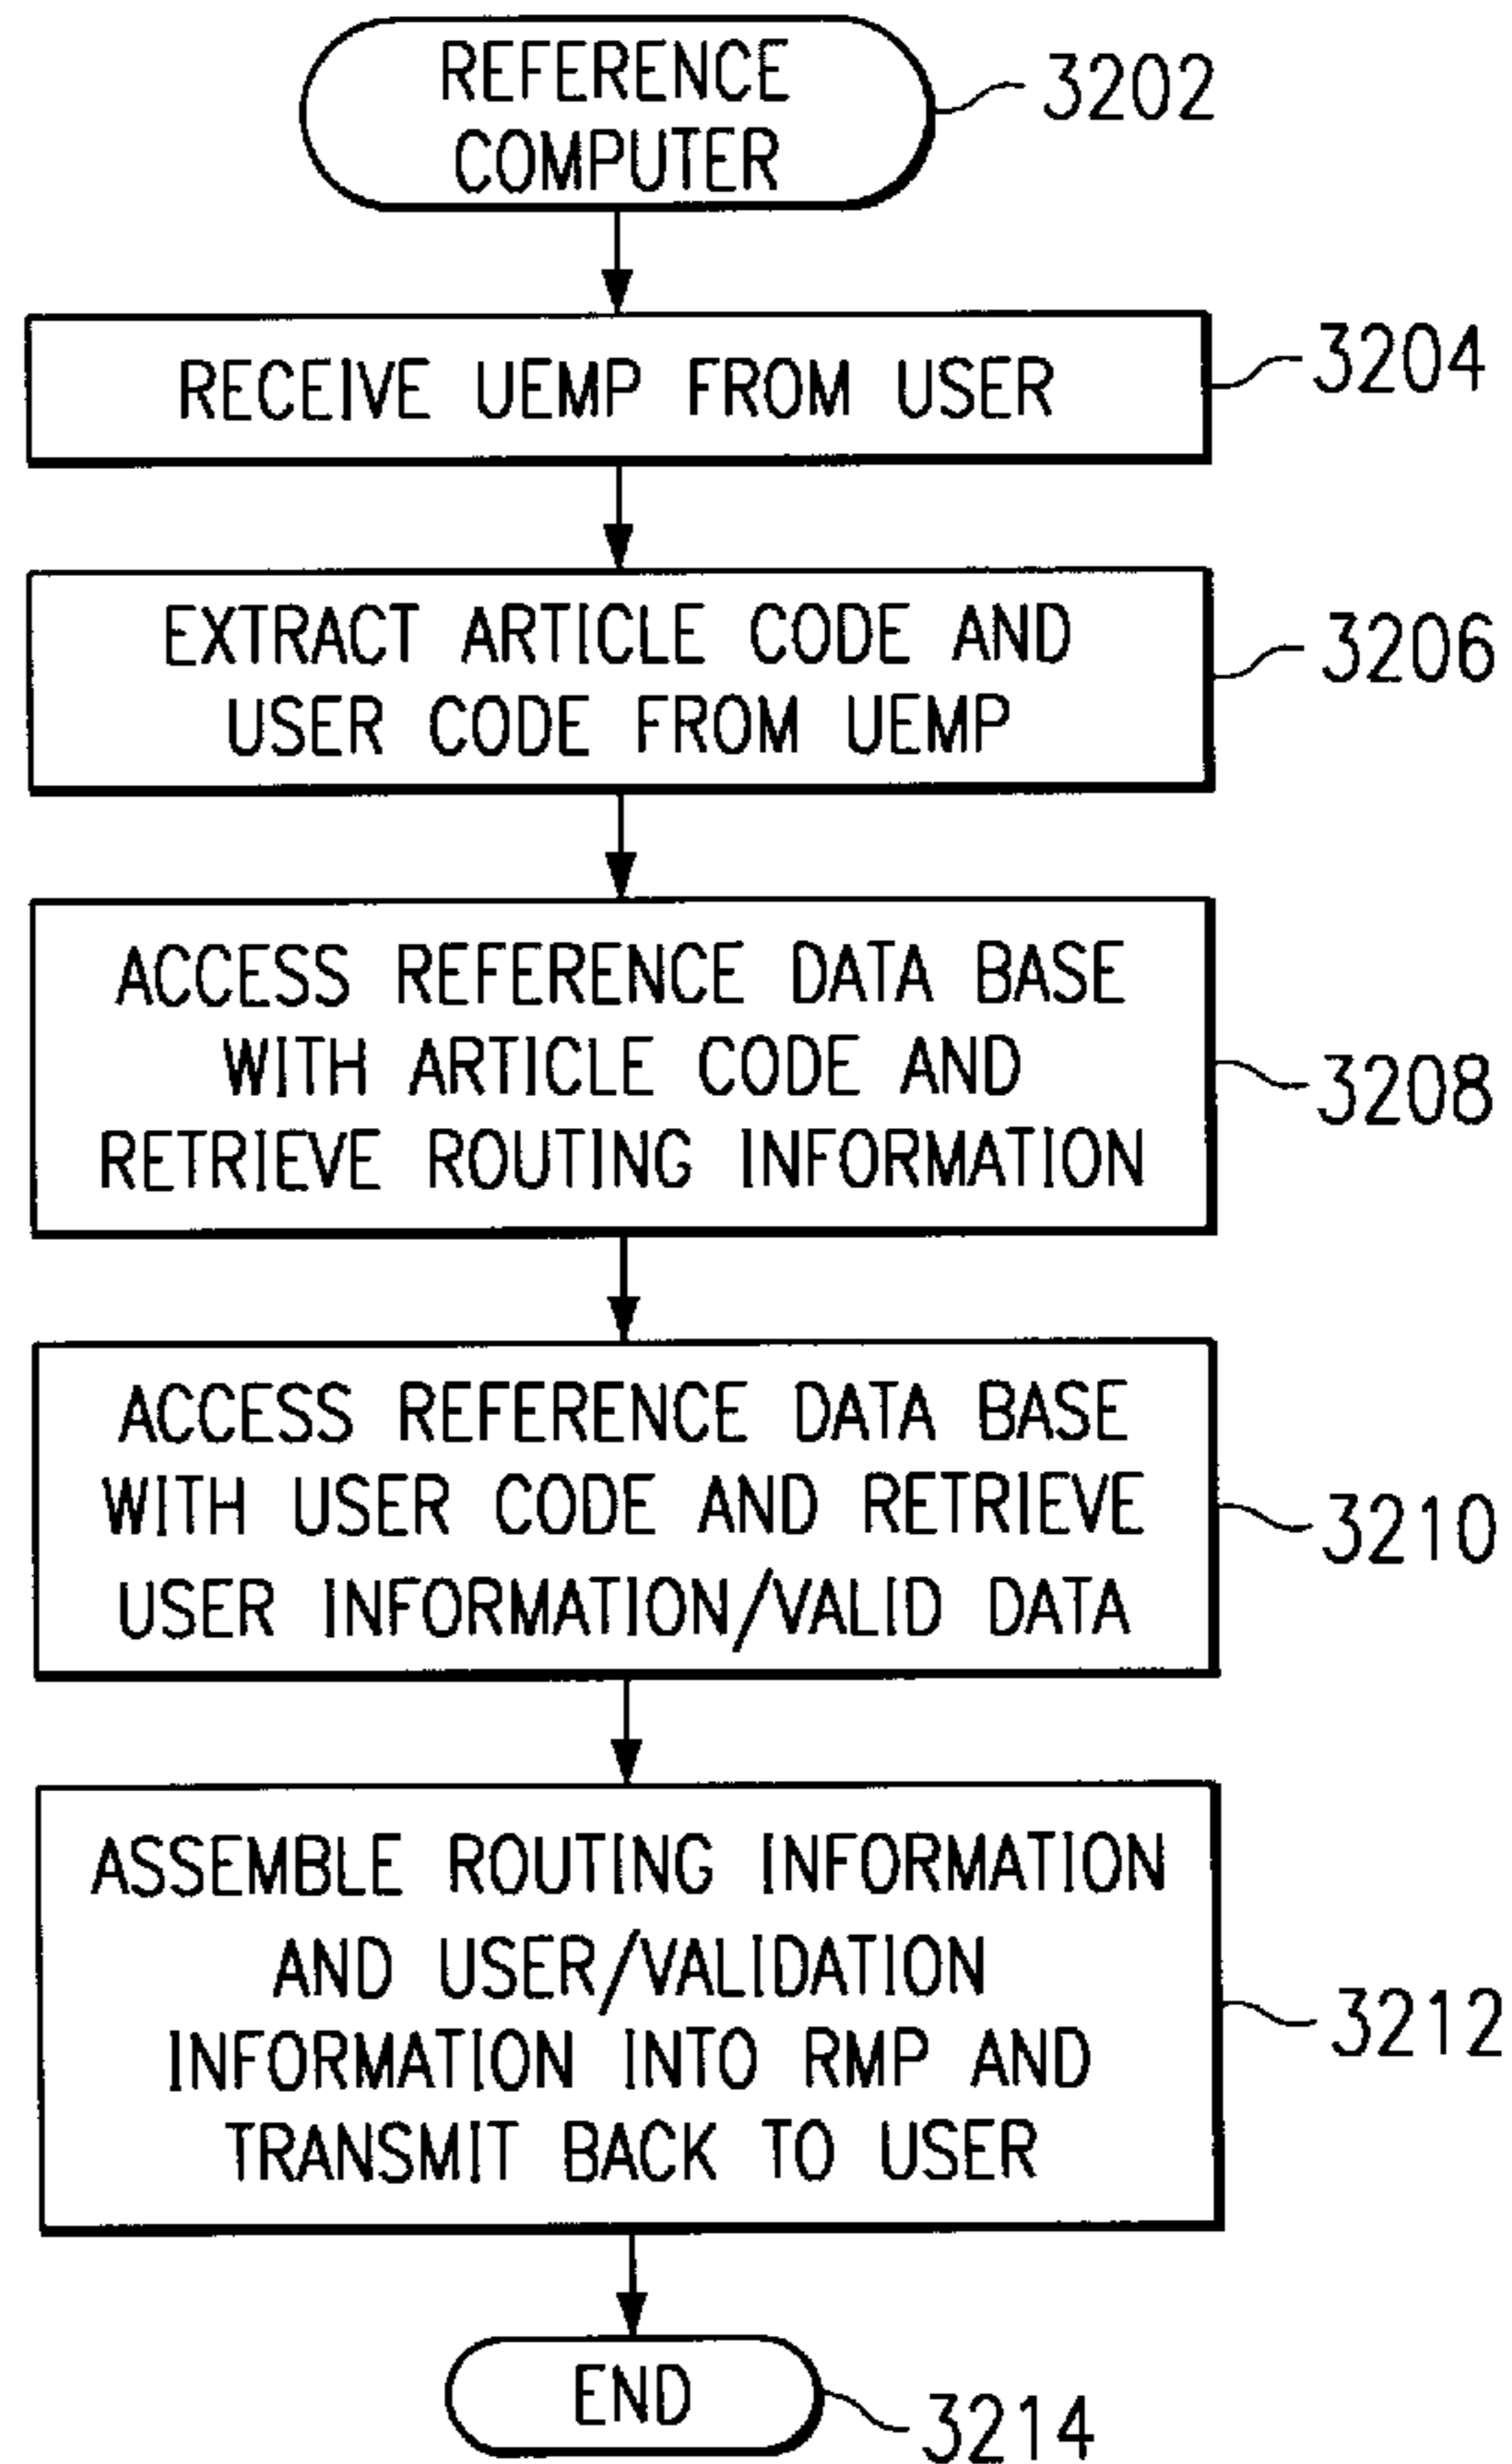 REFERENCE
COMPUTER
3202
RECEIVE UEMP FROM USER
3204
EXTRACT ARTICLE CODE AND
USER CODE FROM UEMP
3206
ACCESS REFERENCE DATA BASE
WITH ARTICLE CODE AND
RETRIEVE ROUTING INFORMATION
3208
ACCESS REFERENCE DATA BASE
WITH USER CODE AND RETRIEVE
USER INFORMATION/VALID DATA
3210
ASSEMBLE ROUTING INFORMATION
AND USER/VALIDATION
INFORMATION INTO RMP AND
TRANSMIT BACK TO USER
3212
END
3214